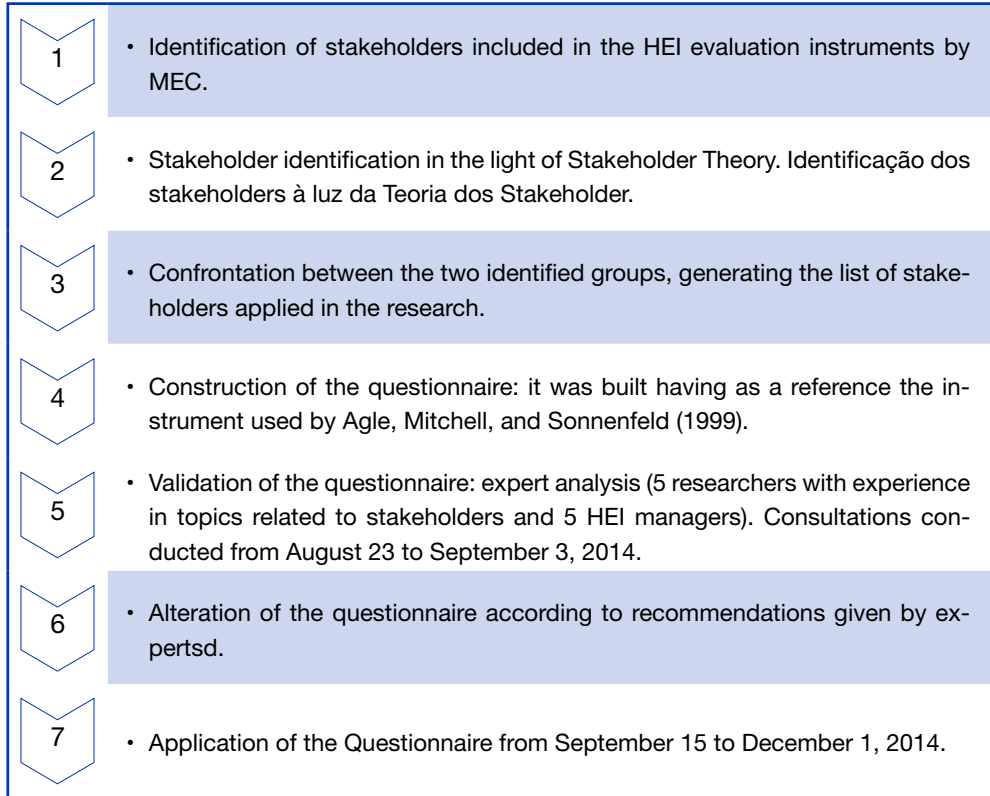 1
• Identification of stakeholders included in the HEI evaluation instruments by
MEC.
2
• Stakeholder identification in the light of Stakeholder Theory. Identificação dos
stakeholders à luz da Teoria dos Stakeholder.
3
• Confrontation between the two identified groups, generating the list of stake-
holders applied in the research.
4
• Construction of the questionnaire: it was built having as a reference the in-
strument used by Agle, Mitchell, and Sonnenfeld (1999).
5
• Validation of the questionnaire: expert analysis (5 researchers with experience
in topics related to stakeholders and 5 HEI managers). Consultations con-
ducted from August 23 to September 3, 2014.
6
• Alteration of the questionnaire according to recommendations given by ex-
pertsd.
7
• Application of the Questionnaire from September 15 to December 1, 2014.